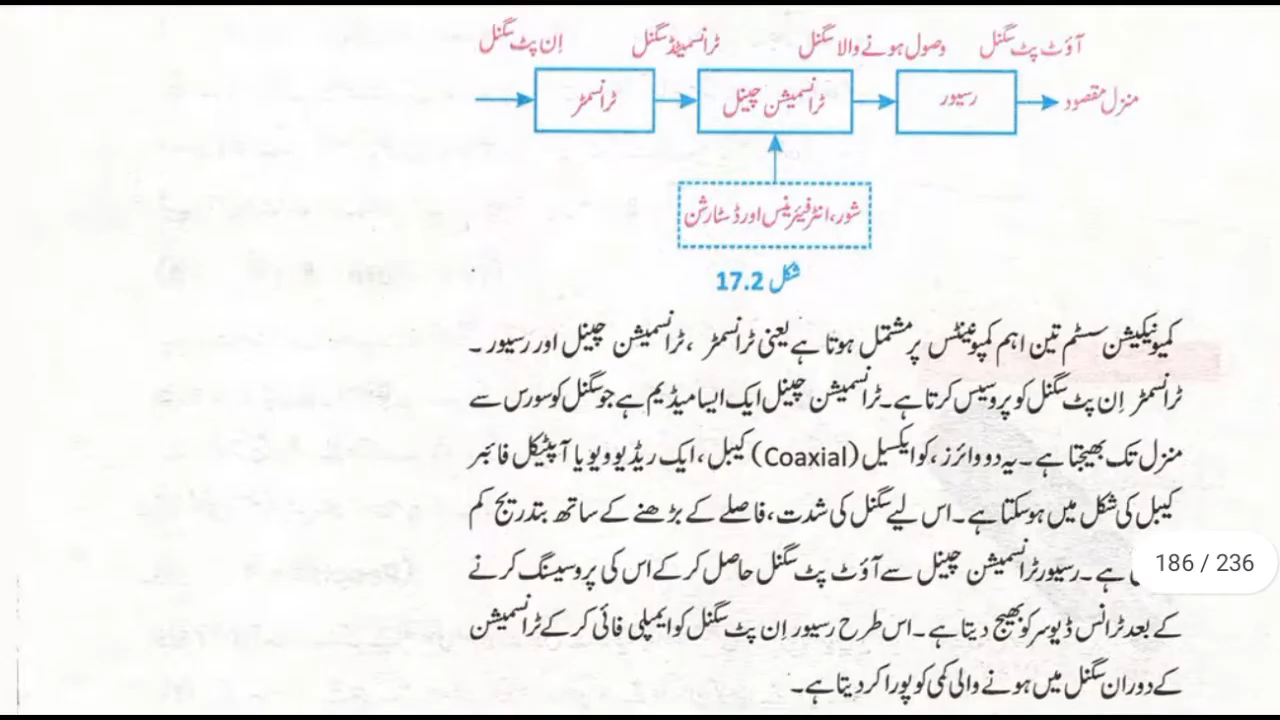 اِن پٹ سگنل ٹرانسمیٹڈ سگنل وصول ہونے والا سگنل آؤٹ پٹ سگنل
ٹرانسمٹر ٹرانسمیشن چینل رسیور منزل مقصود
شور، انٹرفیئرینس اور ڈسٹارشن
شکل 17.2
کمیونیکیشن سسٹم تین اہم کمپونینٹس پر مشتمل ہوتا ہے یعنی ٹرانسمٹر ، ٹرانسمیشن چینل اور رسیور ۔
ٹرانسمٹر اِن پٹ سگنل کو پروسیس کرتا ہے۔ ٹرانسمیشن چینل ایک ایسا میڈیم ہے جو سگنل کو سورس سے
منزل تک بھیجتا ہے۔ یہ دو وائرز، کوایکسیل (Coaxial) کیبل، ایک ریڈیو ویو یا آپٹیکل فائبر
کیبل کی شکل میں ہو سکتا ہے۔ اس لیے سگنل کی شدت، فاصلے کے بڑھنے کے ساتھ بتدریج کم
ہے۔ رسیور ٹرانسمیشن چینل سے آؤٹ پٹ سگنل حاصل کر کے اس کی پروسیسنگ کرنے
186 / 236
کے بعد ٹرانس ڈیوسر کو بھیج دیتا ہے۔ اس طرح رسیور اِن پٹ سگنل کو ایمپلی فائی کر کے ٹرانسمیشن
کے دوران سگنل میں ہونے والی کمی کو پورا کر دیتا ہے۔